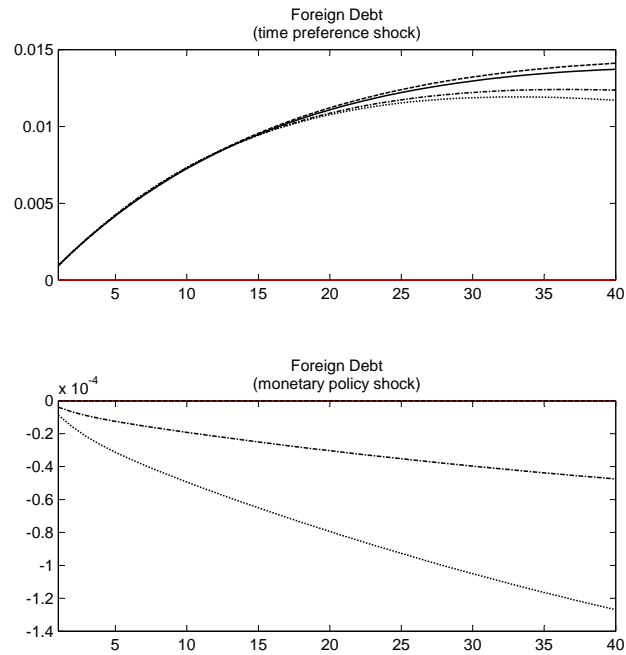 Foreign Debt
(time preference shock)
0.015
0.01
0.005
0
5 10 15 20 25 30 35 40
Foreign Debt
(monetary policy shock)
x 10^-4
0
-0.2
-0.4
-0.6
-0.8
-1
-1.2
-1.4
5 10 15 20 25 30 35 40